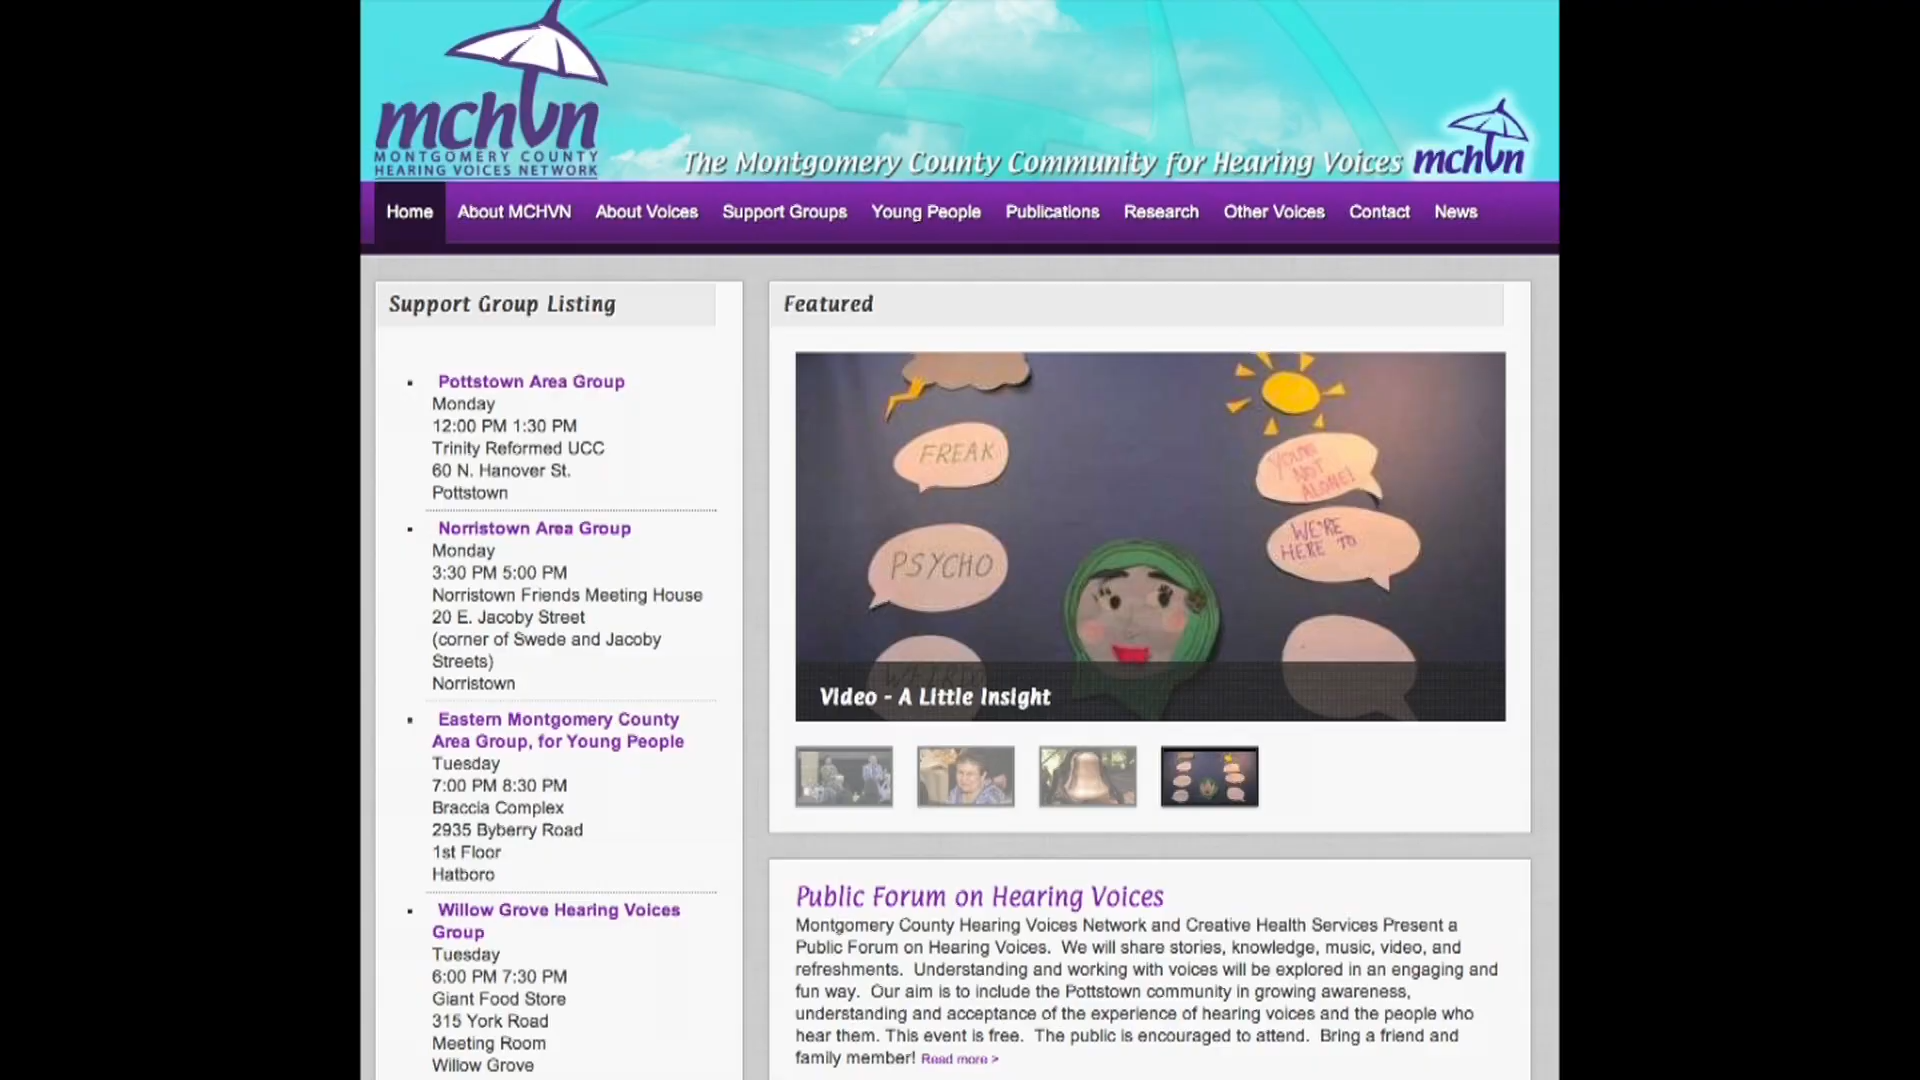 mchvn
MONTGOMERY COUNTY
HEARING VOICES NETWORK
The Montgomery County Community for Hearing Voices
mchvn
Home About MCHVN About Voices Support Groups Young People Publications Research Other Voices Contact News
Support Group Listing
Pottstown Area Group
Monday
12:00 PM 1:30 PM
Trinity Reformed UCC
60 N. Hanover St.
Pottstown
Norristown Area Group
Monday
3:30 PM 5:00 PM
Norristown Friends Meeting House
20 E. Jacoby Street
(corner of Swede and Jacoby
Streets)
Norristown
Eastern Montgomery County
Area Group, for Young People
Tuesday
7:00 PM 8:30 PM
Braccia Complex
2935 Byberry Road
1st Floor
Hatboro
Willow Grove Hearing Voices
Group
Tuesday
6:00 PM 7:30 PM
Giant Food Store
315 York Road
Meeting Room
Willow Grove
Featured
FREAK
PSYCHO
WEIRDO
YOU'RE
NOT
ALONE!
WE'RE
HERE TO
Video - A Little Insight
Public Forum on Hearing Voices
Montgomery County Hearing Voices Network and Creative Health Services Present a
Public Forum on Hearing Voices. We will share stories, knowledge, music, video, and
refreshments. Understanding and working with voices will be explored in an engaging and
fun way. Our aim is to include the Pottstown community in growing awareness,
understanding and acceptance of the experience of hearing voices and the people who
hear them. This event is free. The public is encouraged to attend. Bring a friend and
family member! Read more >